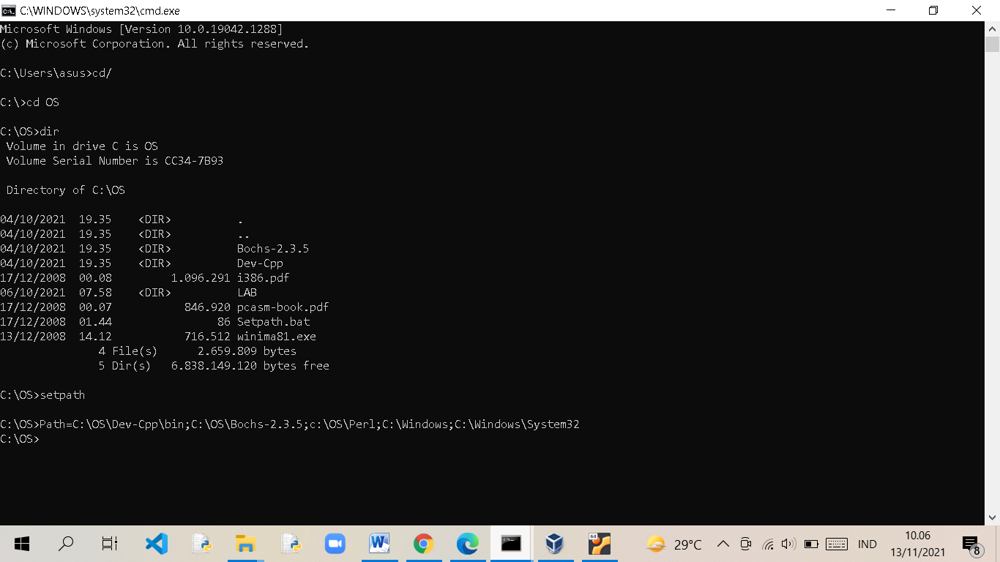 C:\WINDOWS\system32\cmd.exe
Microsoft Windows [Version 10.0.19042.1288]
(c) Microsoft Corporation. All rights reserved.
C:\Users\asus>cd/
C:\>cd OS
C:\OS>dir
 Volume in drive C is OS
 Volume Serial Number is CC34-7B93
 Directory of C:\OS
04/10/2021  19.35    <DIR>          .
04/10/2021  19.35    <DIR>          ..
04/10/2021  19.35    <DIR>          Bochs-2.3.5
04/10/2021  19.35    <DIR>          Dev-Cpp
17/12/2008  00.08         1.096.291 i386.pdf
06/10/2021  07.58    <DIR>          LAB
17/12/2008  00.07           846.920 pcasm-book.pdf
17/12/2008  01.44                86 Setpath.bat
13/12/2008  14.12           716.512 winima81.exe
               4 File(s)      2.659.809 bytes
               5 Dir(s)   6.838.149.120 bytes free
C:\OS>setpath
C:\OS>Path=C:\OS\Dev-Cpp\bin;C:\OS\Bochs-2.3.5;c:\OS\Perl;C:\Windows;C:\Windows\System32
C:\OS>
64
29°C
IND
10.06
13/11/2021
8